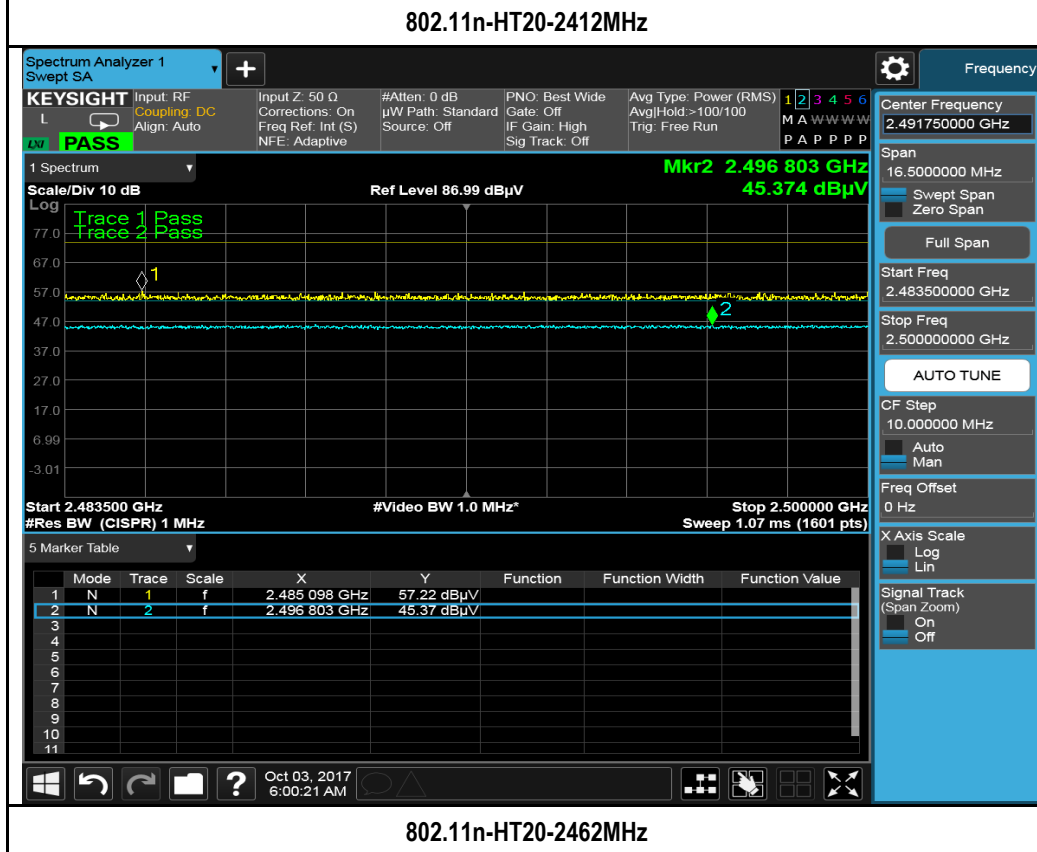 802.11n-HT20-2412MHz
Spectrum Analyzer 1
Swept SA
Frequency
KEYSIGHT
L
LXI PASS
Input: RF
Coupling: DC
Align: Auto
Input Z: 50 Ω
Corrections: On
Freq Ref: Int (S)
NFE: Adaptive
#Atten: 0 dB
µW Path: Standard
Source: Off
PNO: Best Wide
Gate: Off
IF Gain: High
Sig Track: Off
Avg Type: Power (RMS)
Avg|Hold:>100/100
Trig: Free Run
1 2 3 4 5 6
M A W W W W
P A P P P P
1 Spectrum
Mkr2 2.496 803 GHz
45.374 dBµV
Scale/Div 10 dB
Ref Level 86.99 dBµV
Log
Trace 1 Pass
Trace 2 Pass
77.0
67.0
57.0
47.0
37.0
27.0
17.0
6.99
-3.01
1
2
Start 2.483500 GHz
#Res BW (CISPR) 1 MHz
#Video BW 1.0 MHz*
Stop 2.500000 GHz
Sweep 1.07 ms (1601 pts)
5 Marker Table
Mode Trace Scale X Y Function Function Width Function Value
1 N 1 f 2.485 098 GHz 57.22 dBµV
2 N 2 f 2.496 803 GHz 45.37 dBµV
3
4
5
6
7
8
9
10
11
Center Frequency
2.491750000 GHz
Span
16.5000000 MHz
Swept Span
Zero Span
Full Span
Start Freq
2.483500000 GHz
Stop Freq
2.500000000 GHz
AUTO TUNE
CF Step
10.000000 MHz
Auto
Man
Freq Offset
0 Hz
X Axis Scale
Log
Lin
Signal Track
(Span Zoom)
On
Off
?
Oct 03, 2017
6:00:21 AM
802.11n-HT20-2462MHz